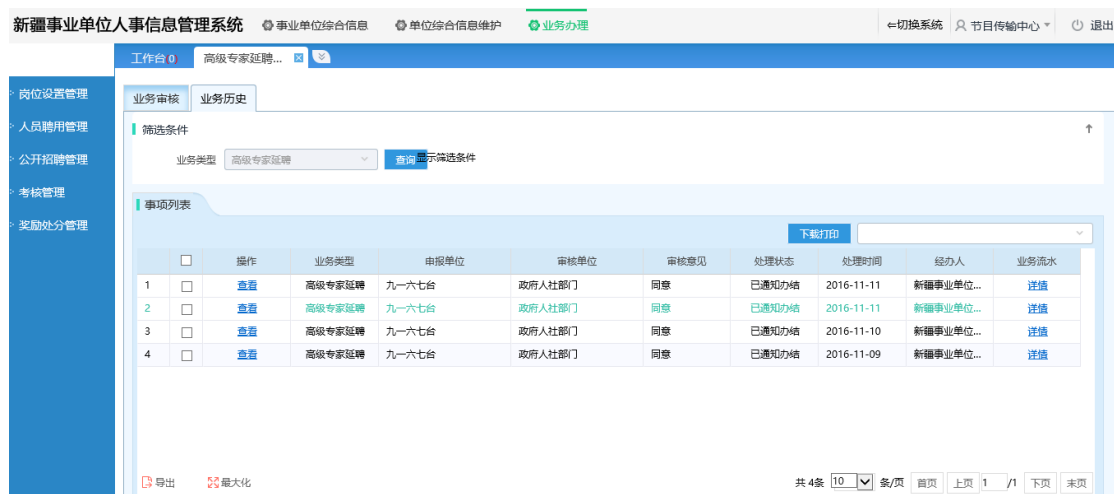 新疆事业单位人事信息管理系统 事业单位综合信息 单位综合信息维护 业务办理 ⇐切换系统 节目传输中心 退出
工作台(0) 高级专家延聘...
岗位设置管理
人员聘用管理
公开招聘管理
考核管理
奖励处分管理
业务审核 业务历史
筛选条件
业务类型 高级专家延聘 查询 显示筛选条件
事项列表
下载打印
操作 业务类型 申报单位 审核单位 审核意见 处理状态 处理时间 经办人 业务流水
1 查看 高级专家延聘 九一六七台 政府人社部门 同意 已通知办结 2016-11-11 新疆事业单位... 详情
2 查看 高级专家延聘 九一六七台 政府人社部门 同意 已通知办结 2016-11-11 新疆事业单位... 详情
3 查看 高级专家延聘 九一六七台 政府人社部门 同意 已通知办结 2016-11-10 新疆事业单位... 详情
4 查看 高级专家延聘 九一六七台 政府人社部门 同意 已通知办结 2016-11-09 新疆事业单位... 详情
导出 最大化 共 4条 10 条/页 首页 上页 1 /1 下页 末页